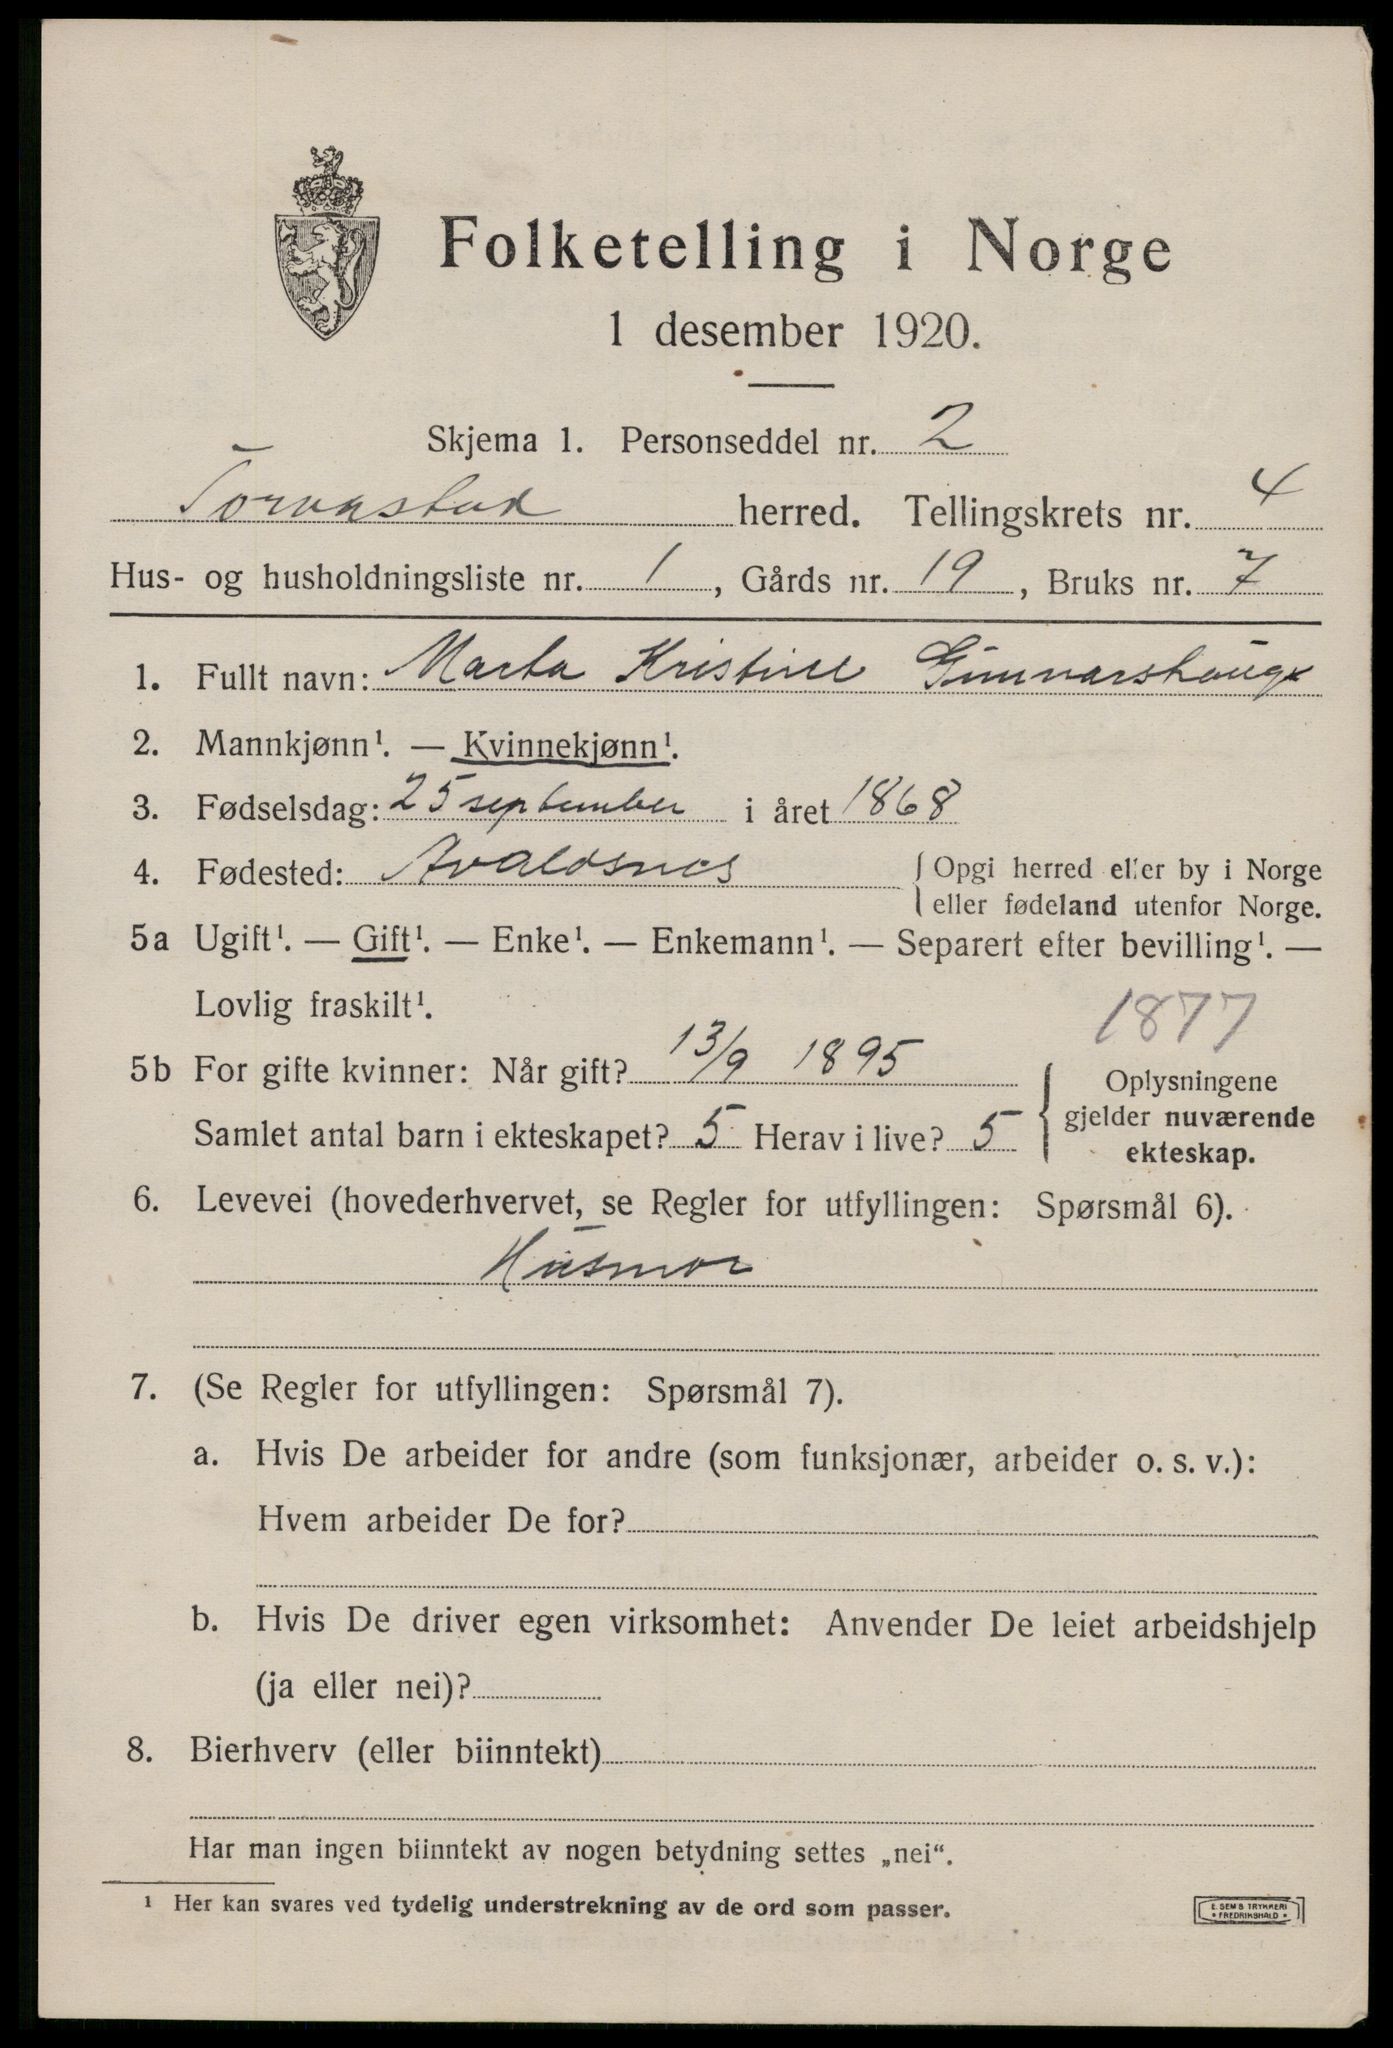 Folketelling i Norge
1 desember 1920.
Skjema 1. Personseddel nr. 2
Torvastad herred. Tellingskrets nr. 4
Hus- og husholdningsliste nr. 1, Gårds nr. 19, Bruks nr. 7
1. Fullt navn: Marta Kristine Gunnarshaug
2. Mannkjønn¹. — Kvinnekjønn¹.
3. Fødselsdag: 25 september i året 1868
4. Fødested: Avaldsnes { Opgi herred eller by i Norge
eller fødeland utenfor Norge.
5a Ugift¹. — Gift¹. — Enke¹. — Enkemann¹. — Separert efter bevilling¹. —
Lovlig fraskilt¹.
1877
5b For gifte kvinner: Når gift? 13/9 1895
Samlet antal barn i ekteskapet? 5 Herav i live? 5
{ Oplysningene
gjelder nuværende
ekteskap.
6. Levevei (hovederhvervet, se Regler for utfyllingen: Spørsmål 6).
Husmor
7. (Se Regler for utfyllingen: Spørsmål 7).
a. Hvis De arbeider for andre (som funksjonær, arbeider o. s. v.):
Hvem arbeider De for?
b. Hvis De driver egen virksomhet: Anvender De leiet arbeidshjelp
(ja eller nei)?
8. Bierhverv (eller biinntekt)
Har man ingen biinntekt av nogen betydning settes „nei“.
¹ Her kan svares ved tydelig understrekning av de ord som passer.
E. SEM'S TRYKKERI
• FREDRIKSHALD •